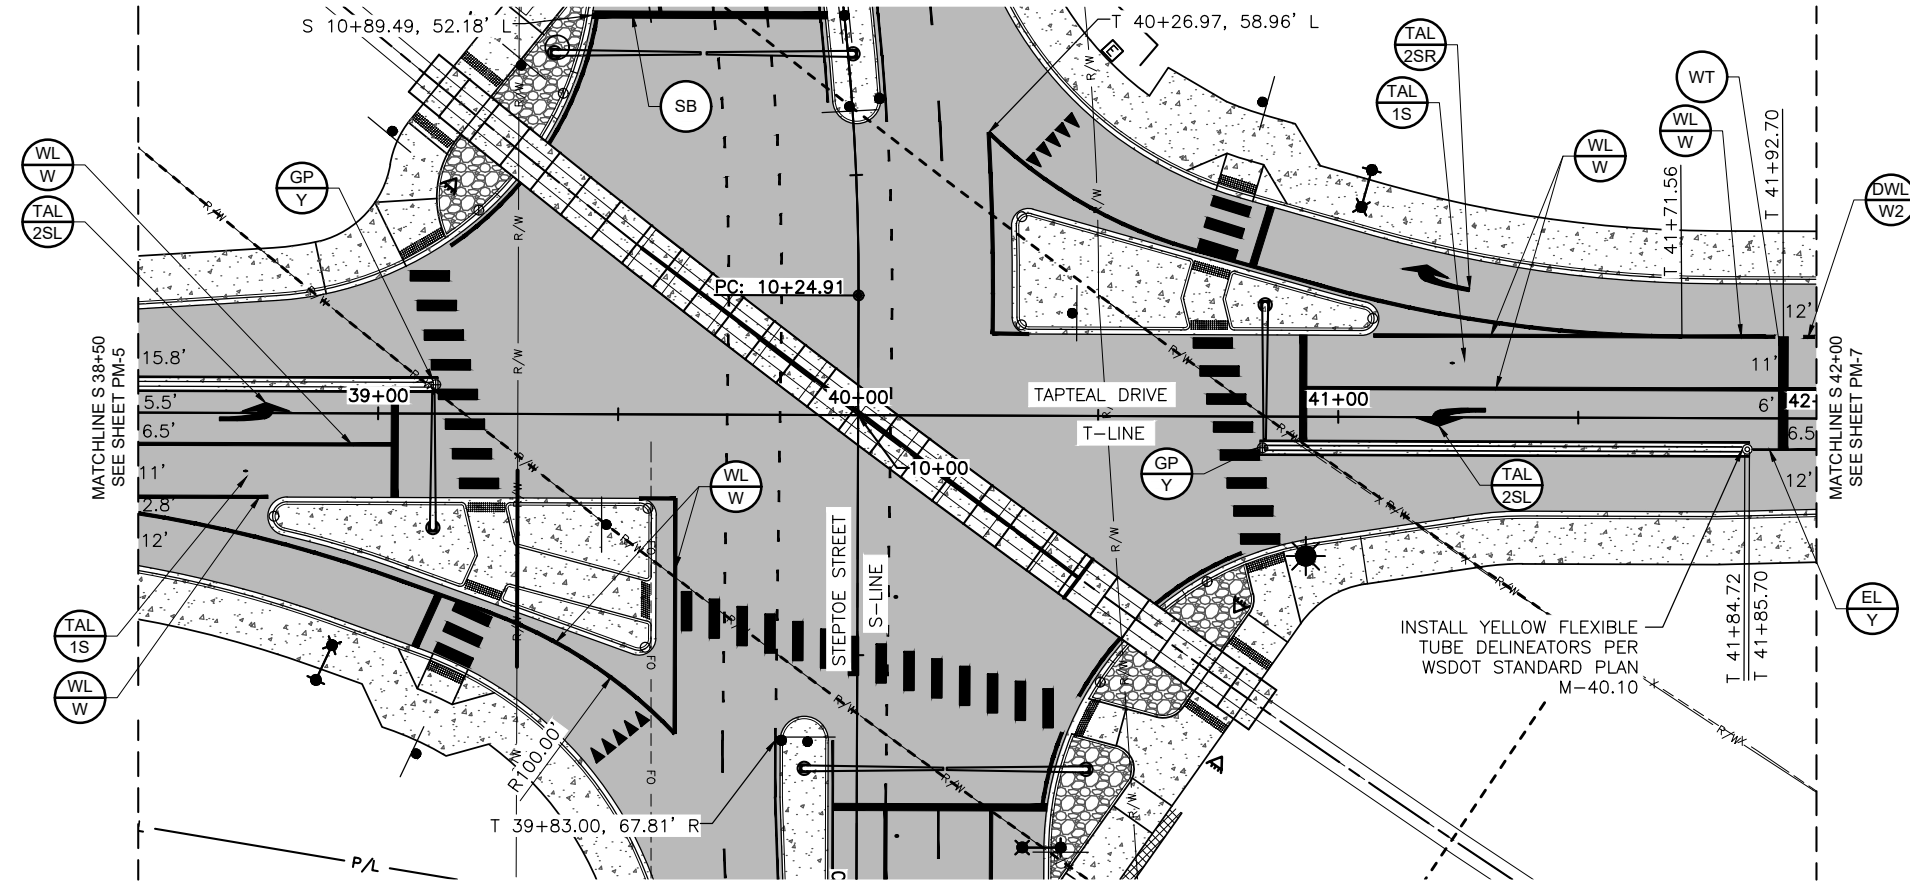 S 10+89.49, 52.18' L
T 40+26.97, 58.96' L
TAL
2SR
WT
TAL
1S
WL
W
WL
W
T 41+71.56
T 41+92.70
DWL
W2
SB
E
WL
W
TAL
2SL
GP
Y
R/W
R/W
R/W
R/W
R/W
PC: 10+24.91
MATCHLINE S 38+50
SEE SHEET PM-5
15.8'
5.5'
6.5'
11'
2.8'
12'
39+00
40+00
10+00
TAPTEAL DRIVE
T-LINE
41+00
42+
12'
11'
6'
6.5
12'
MATCHLINE S 42+00
SEE SHEET PM-7
R/W
R/W
R/W
R/W
R/W
R/W
WL
W
GP
Y
TAL
2SL
STEPTOE STREET
S-LINE
FO
FO
FO
TAL
1S
WL
W
R100.00'
T 39+83.00, 67.81' R
R/W
R/W
R/W
R/W
INSTALL YELLOW FLEXIBLE
TUBE DELINEATORS PER
WSDOT STANDARD PLAN
M-40.10
T 41+84.72
T 41+85.70
EL
Y
R/W
X
P/L